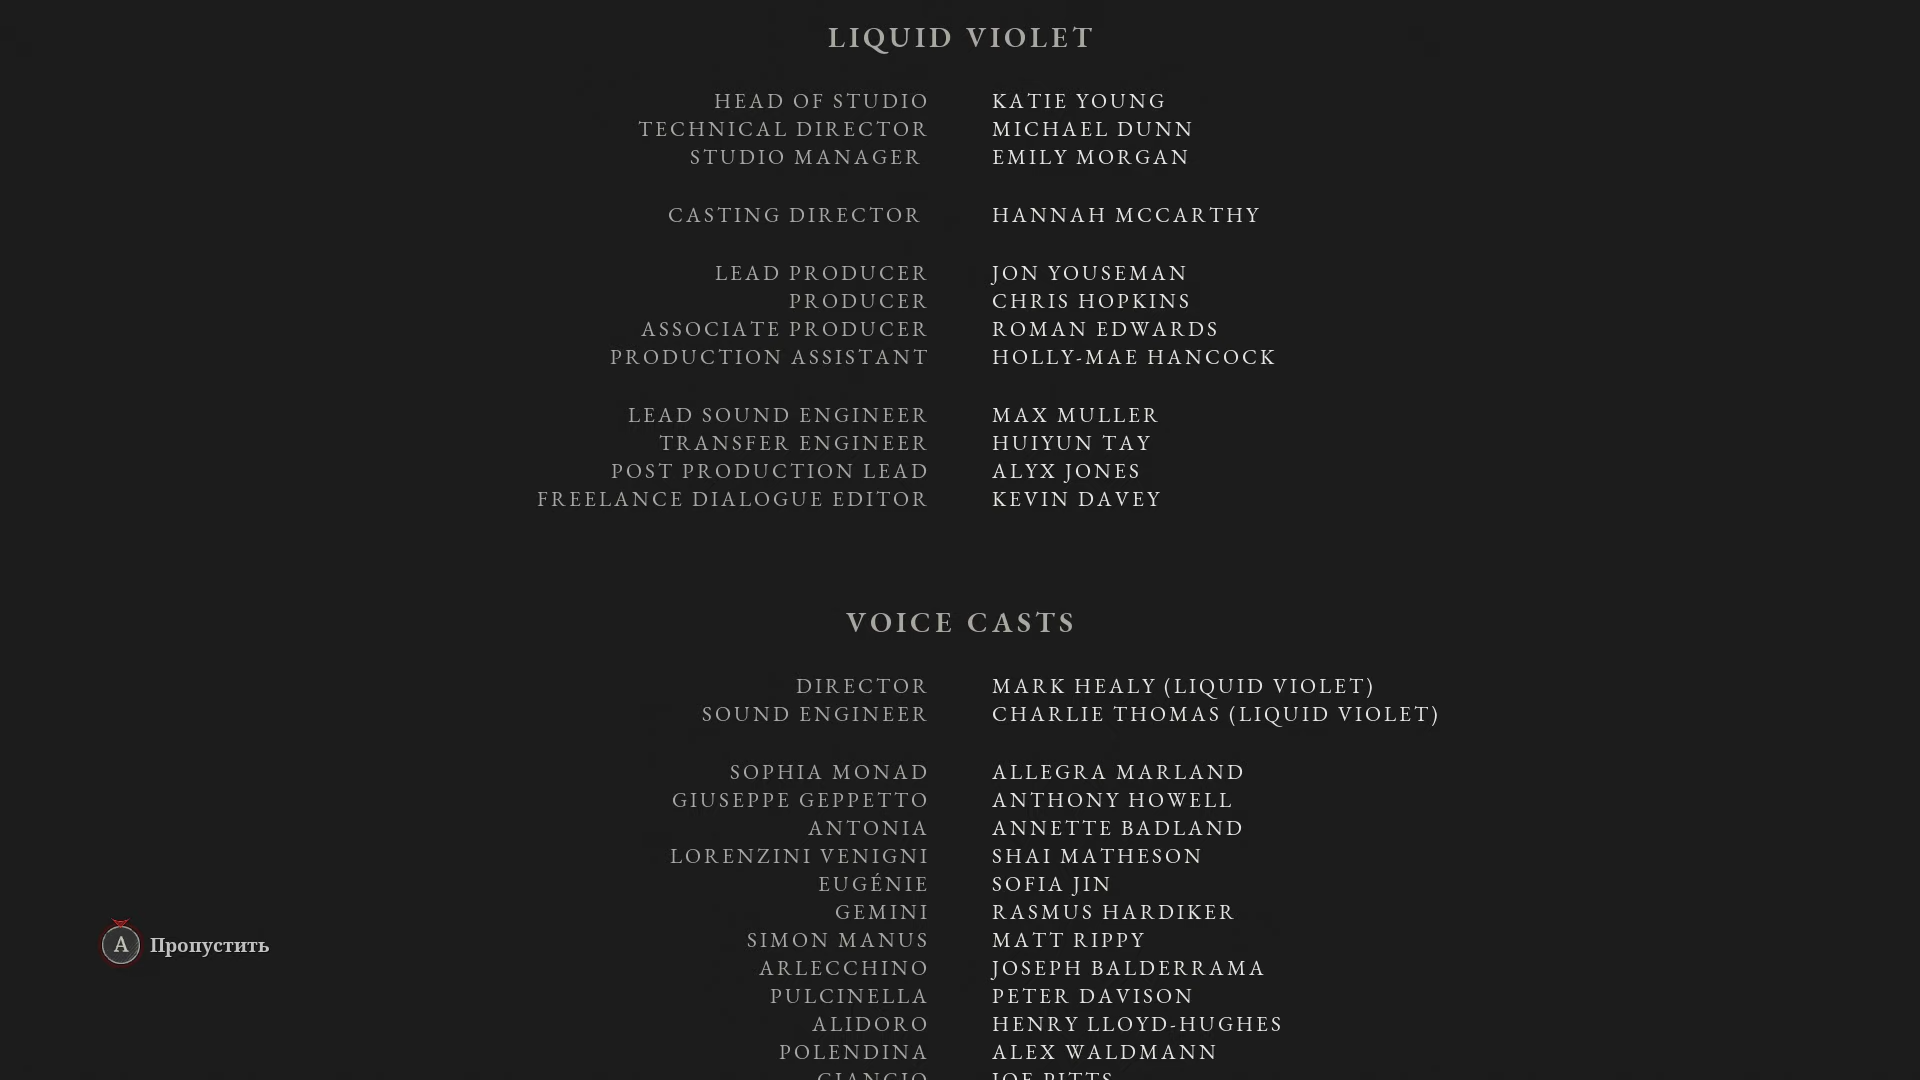 LIQUID VIOLET
HEAD OF STUDIO KATIE YOUNG
TECHNICAL DIRECTOR MICHAEL DUNN
STUDIO MANAGER EMILY MORGAN
CASTING DIRECTOR HANNAH MCCARTHY
LEAD PRODUCER JON YOUSEMAN
PRODUCER CHRIS HOPKINS
ASSOCIATE PRODUCER ROMAN EDWARDS
PRODUCTION ASSISTANT HOLLY-MAE HANCOCK
LEAD SOUND ENGINEER MAX MULLER
TRANSFER ENGINEER HUIYUN TAY
POST PRODUCTION LEAD ALYX JONES
FREELANCE DIALOGUE EDITOR KEVIN DAVEY
VOICE CASTS
DIRECTOR MARK HEALY (LIQUID VIOLET)
SOUND ENGINEER CHARLIE THOMAS (LIQUID VIOLET)
SOPHIA MONAD ALLEGRA MARLAND
GIUSEPPE GEPPETTO ANTHONY HOWELL
ANTONIA ANNETTE BADLAND
LORENZINI VENIGNI SHAI MATHESON
EUGÉNIE SOFIA JIN
GEMINI RASMUS HARDIKER
SIMON MANUS MATT RIPPY
ARLECCHINO JOSEPH BALDERRAMA
PULCINELLA PETER DAVISON
ALIDORO HENRY LLOYD-HUGHES
POLENDINA ALEX WALDMANN
GIANGIO JOE PITTS
A Пропустить